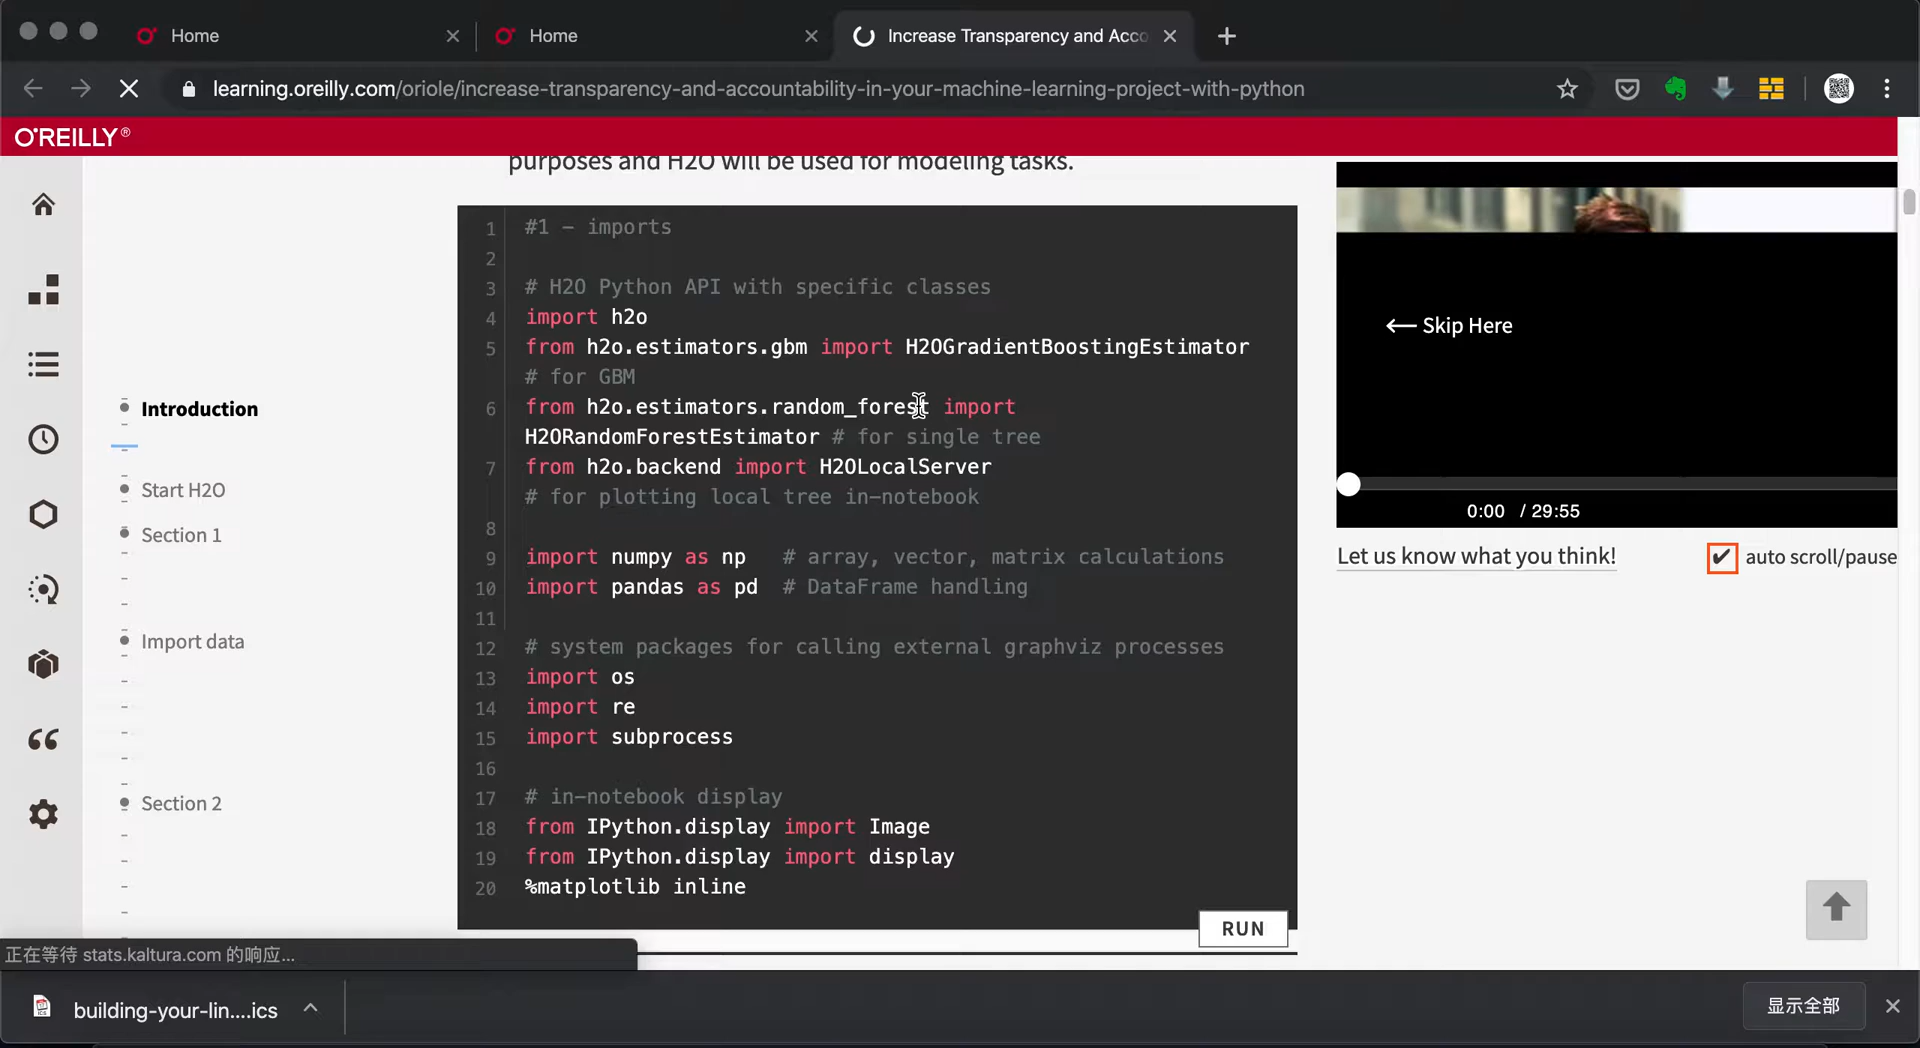 Home
Home
Increase Transparency and Acco
learning.oreilly.com/oriole/increase-transparency-and-accountability-in-your-machine-learning-project-with-python
O'REILLY®
purposes and H2O will be used for modeling tasks.
1 #1 - imports
2
3 # H2O Python API with specific classes
4 import h2o
5 from h2o.estimators.gbm import H2OGradientBoostingEstimator
# for GBM
6 from h2o.estimators.random_forest import
H2ORandomForestEstimator # for single tree
7 from h2o.backend import H2OLocalServer
# for plotting local tree in-notebook
8
9 import numpy as np # array, vector, matrix calculations
10 import pandas as pd # DataFrame handling
11
12 # system packages for calling external graphviz processes
13 import os
14 import re
15 import subprocess
16
17 # in-notebook display
18 from IPython.display import Image
19 from IPython.display import display
20 %matplotlib inline
RUN
Introduction
Start H2O
Section 1
Import data
Section 2
← Skip Here
0:00 / 29:55
Let us know what you think!
auto scroll/pause
正在等待 stats.kaltura.com 的响应...
building-your-lin....ics
显示全部